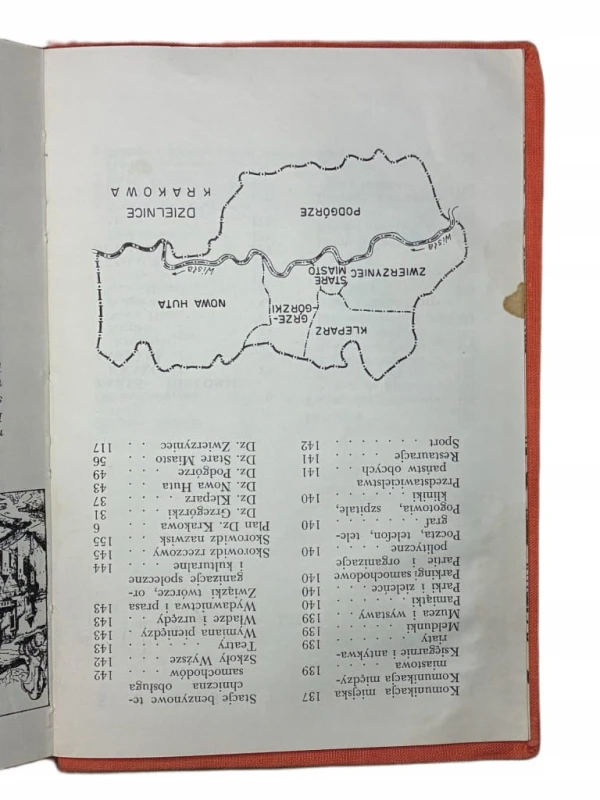 Komunikacja miejska 137
Komunikacja między-
miastowa . . . . . 139
Księgarnie i antykwa-
riaty . . . . . . 139
Meldunki . . . . . 139
Muzea i wystawy . . 139
Pamiątki . . . . . 140
Parki i zieleńce . . . 140
Parkingi samochodowe 140
Partie i organizacje
polityczne . . . . 140
Poczta, telefon, tele-
graf . . . . . . 140
Pogotowia, szpitale,
kliniki . . . . . 140
Przedstawicielstwa
państw obcych . . 141
Restauracje . . . . 141
Sport . . . . . . . 142
Stacje benzynowe te-
chniczna obsługa
samochodów . . . 142
Szkoły Wyższe . . . 142
Teatry . . . . . . 143
Wymiana pieniędzy . 143
Władze i urzędy . . 143
Wydawnictwa i prasa 143
Związki twórcze, or-
ganizacje społeczne
i kulturalne . . . 144
Skorowidz rzeczowy . 145
Skorowidz nazwisk . 155
Plan Dz. Krakowa . . 6
Dz. Grzegórzki . . . 31
Dz. Kleparz . . . . 37
Dz. Nowa Huta . . . 43
Dz. Podgórze . . . 49
Dz. Stare Miasto . . 56
Dz. Zwierzyniec . . 117
KLEPARZ
GRZE-
GÓRZKI
NOWA HUTA
ZWIERZYNIEC
STARE
MIASTO
Wisła
Wisła
PODGÓRZE
DZIELNICE
KRAKOWA